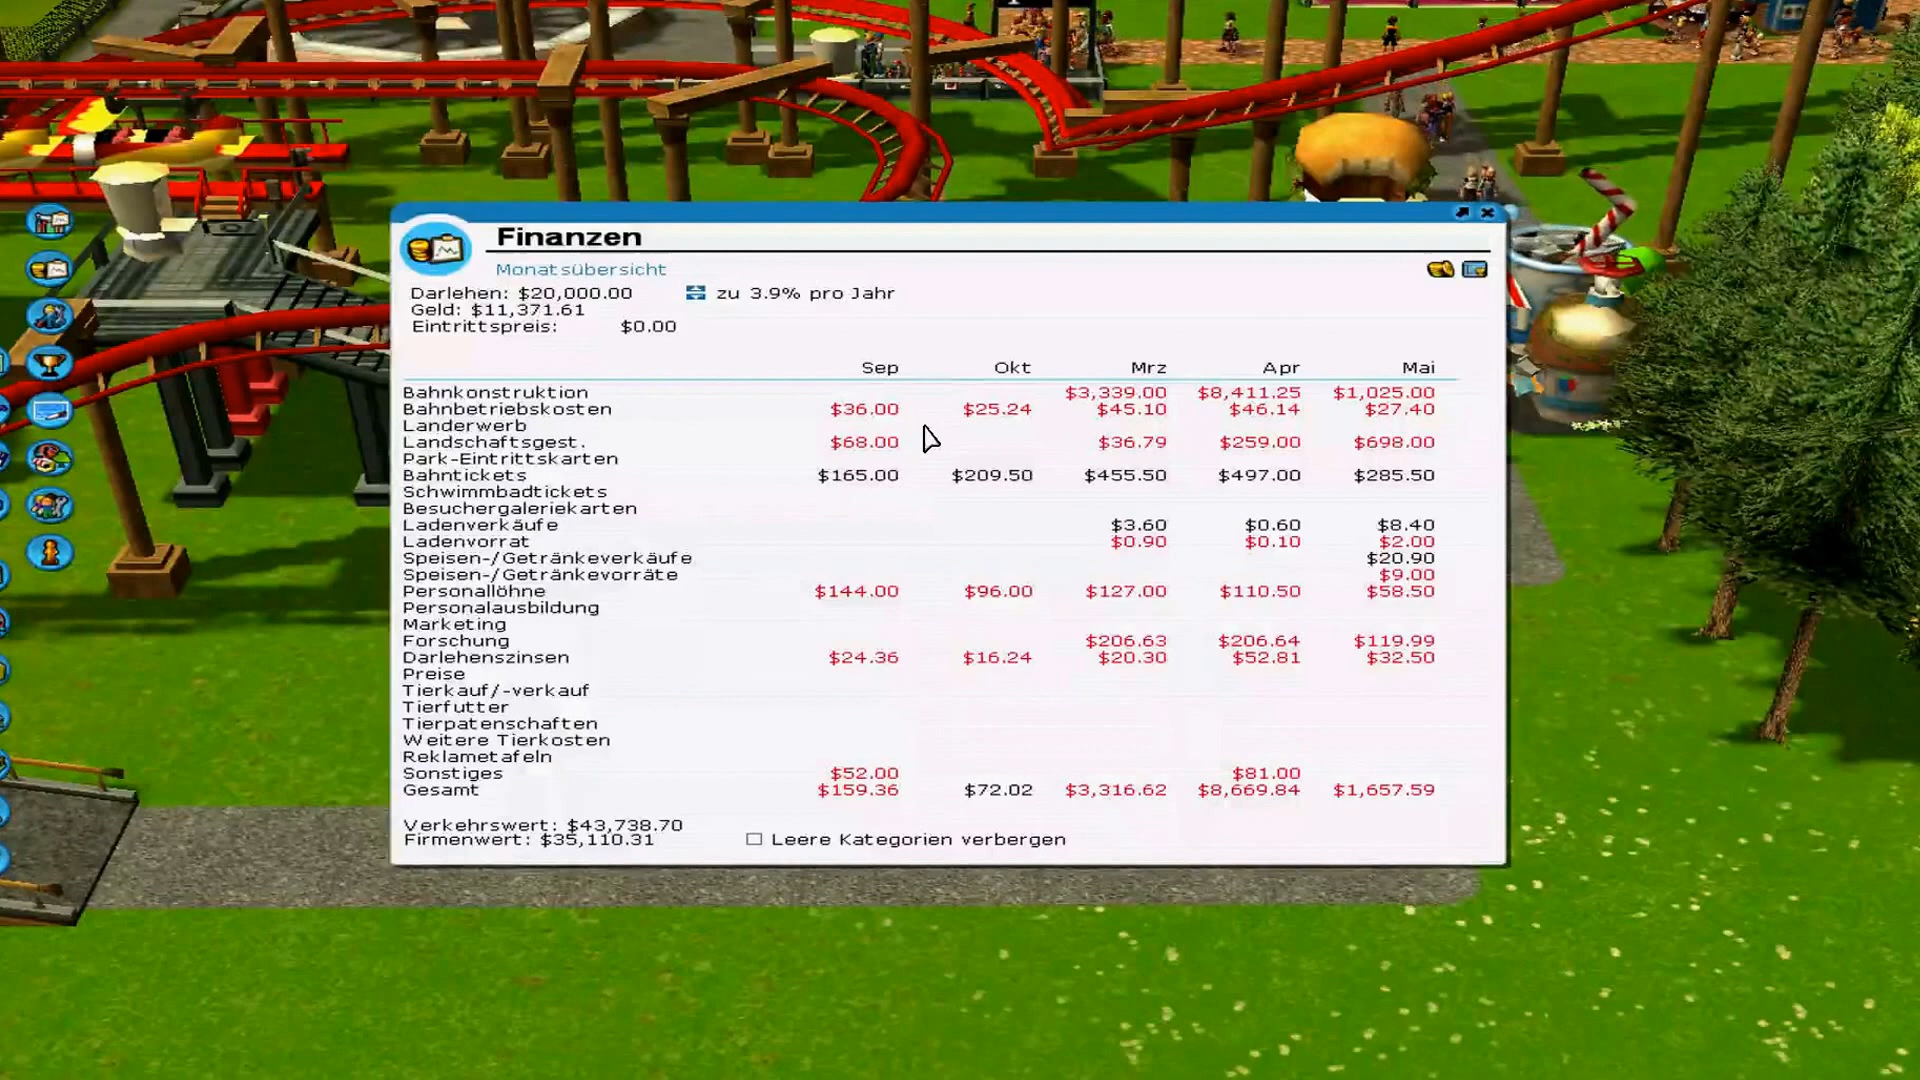 Finanzen
Monatsübersicht
Darlehen: $20,000.00 zu 3.9% pro Jahr
Geld: $11,371.61
Eintrittspreis: $0.00
Sep Okt Mrz Apr Mai
Bahnkonstruktion $3,339.00 $8,411.25 $1,025.00
Bahnbetriebskosten $36.00 $25.24 $45.10 $46.14 $27.40
Landerwerb
Landschaftsgest. $68.00 $36.79 $259.00 $698.00
Park-Eintrittskarten
Bahntickets $165.00 $209.50 $455.50 $497.00 $285.50
Schwimmbadtickets
Besuchergaleriekarten
Ladenverkäufe $3.60 $0.60 $8.40
Ladenvorrat $0.90 $0.10 $2.00
Speisen-/Getränkeverkäufe $20.90
Speisen-/Getränkevorräte $9.00
Personallöhne $144.00 $96.00 $127.00 $110.50 $58.50
Personalausbildung
Marketing
Forschung $206.63 $206.64 $119.99
Darlehenszinsen $24.36 $16.24 $20.30 $52.81 $32.50
Preise
Tierkauf/-verkauf
Tierfutter
Tierpatenschaften
Weitere Tierkosten
Reklametafeln
Sonstiges $52.00 $81.00
Gesamt $159.36 $72.02 $3,316.62 $8,669.84 $1,657.59
Verkehrswert: $43,738.70
Firmenwert: $35,110.31 Leere Kategorien verbergen